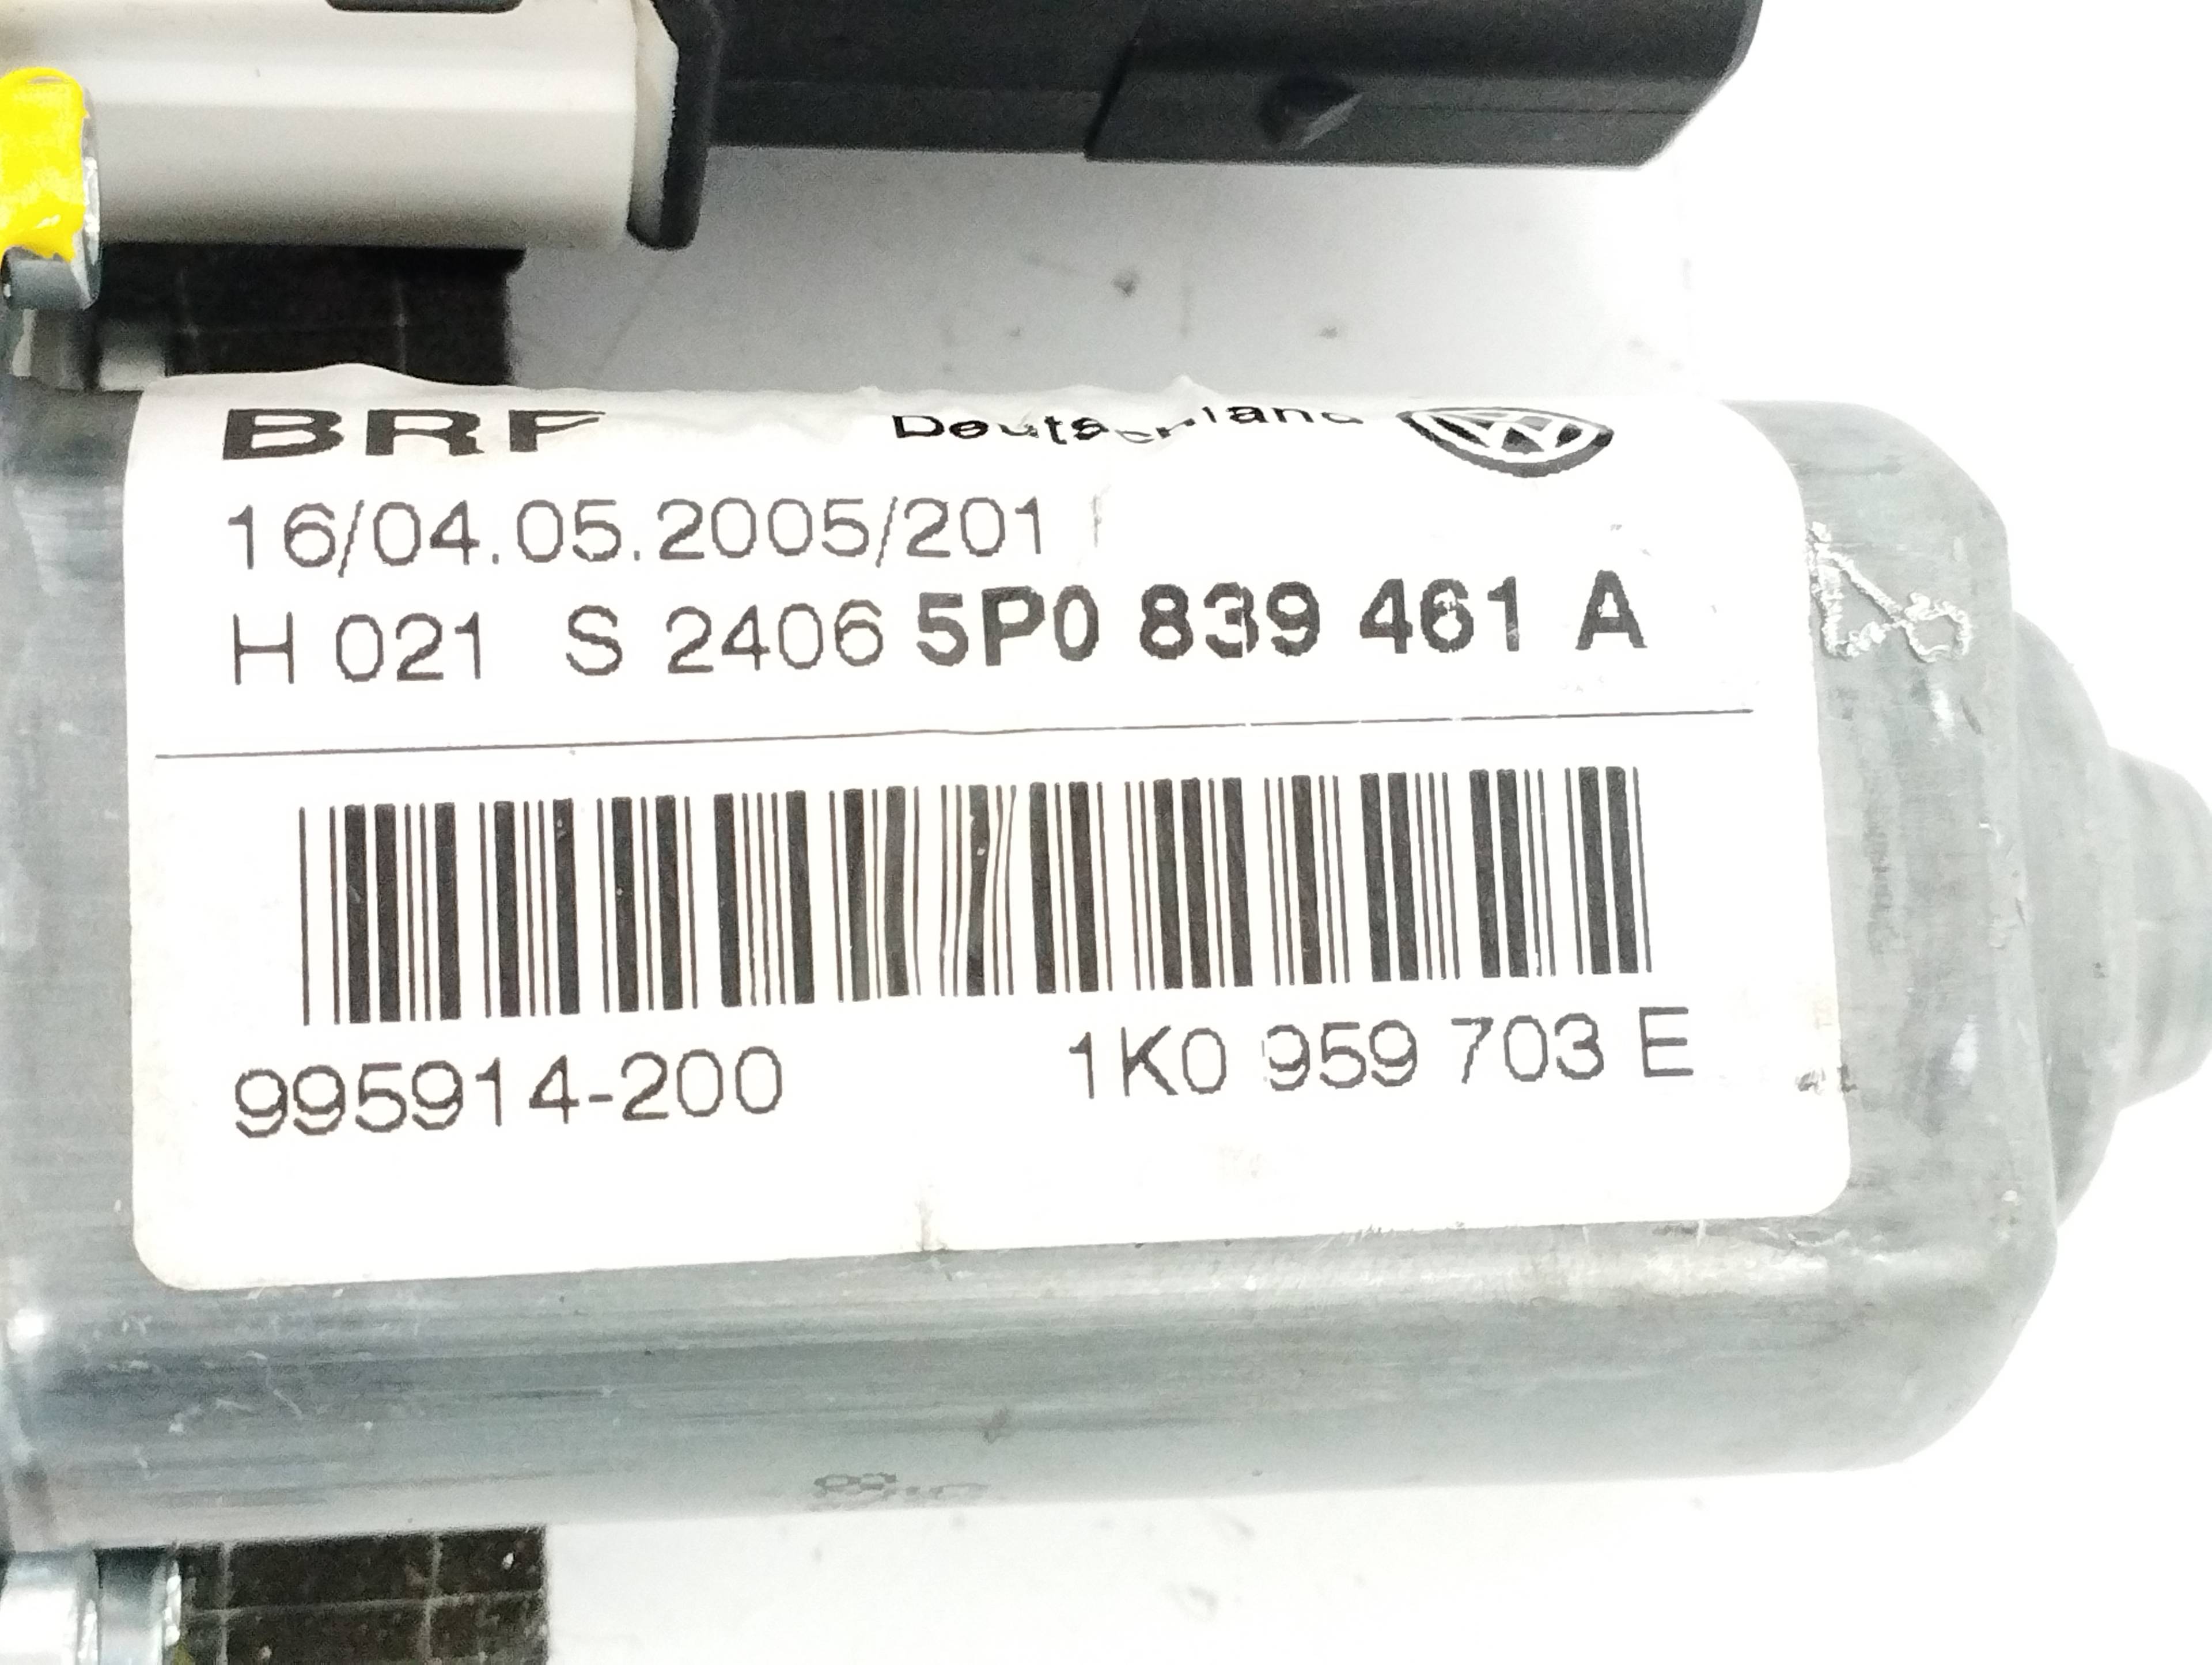 BRF Deutschland
16/04.05.2005/201
H 021 S 2406 5P0 839 461 A
995914-200 1K0 959 703 E